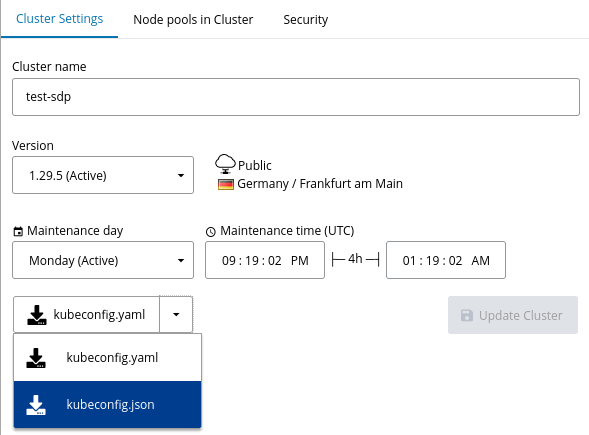 Cluster Settings Node pools in Cluster Security
Cluster name
test-sdp
Version
1.29.5 (Active)
Public
Germany / Frankfurt am Main
Maintenance day Maintenance time (UTC)
Monday (Active) 09 : 19 : 02 PM 4h 01 : 19 : 02 AM
kubeconfig.yaml Update Cluster
kubeconfig.yaml
kubeconfig.json